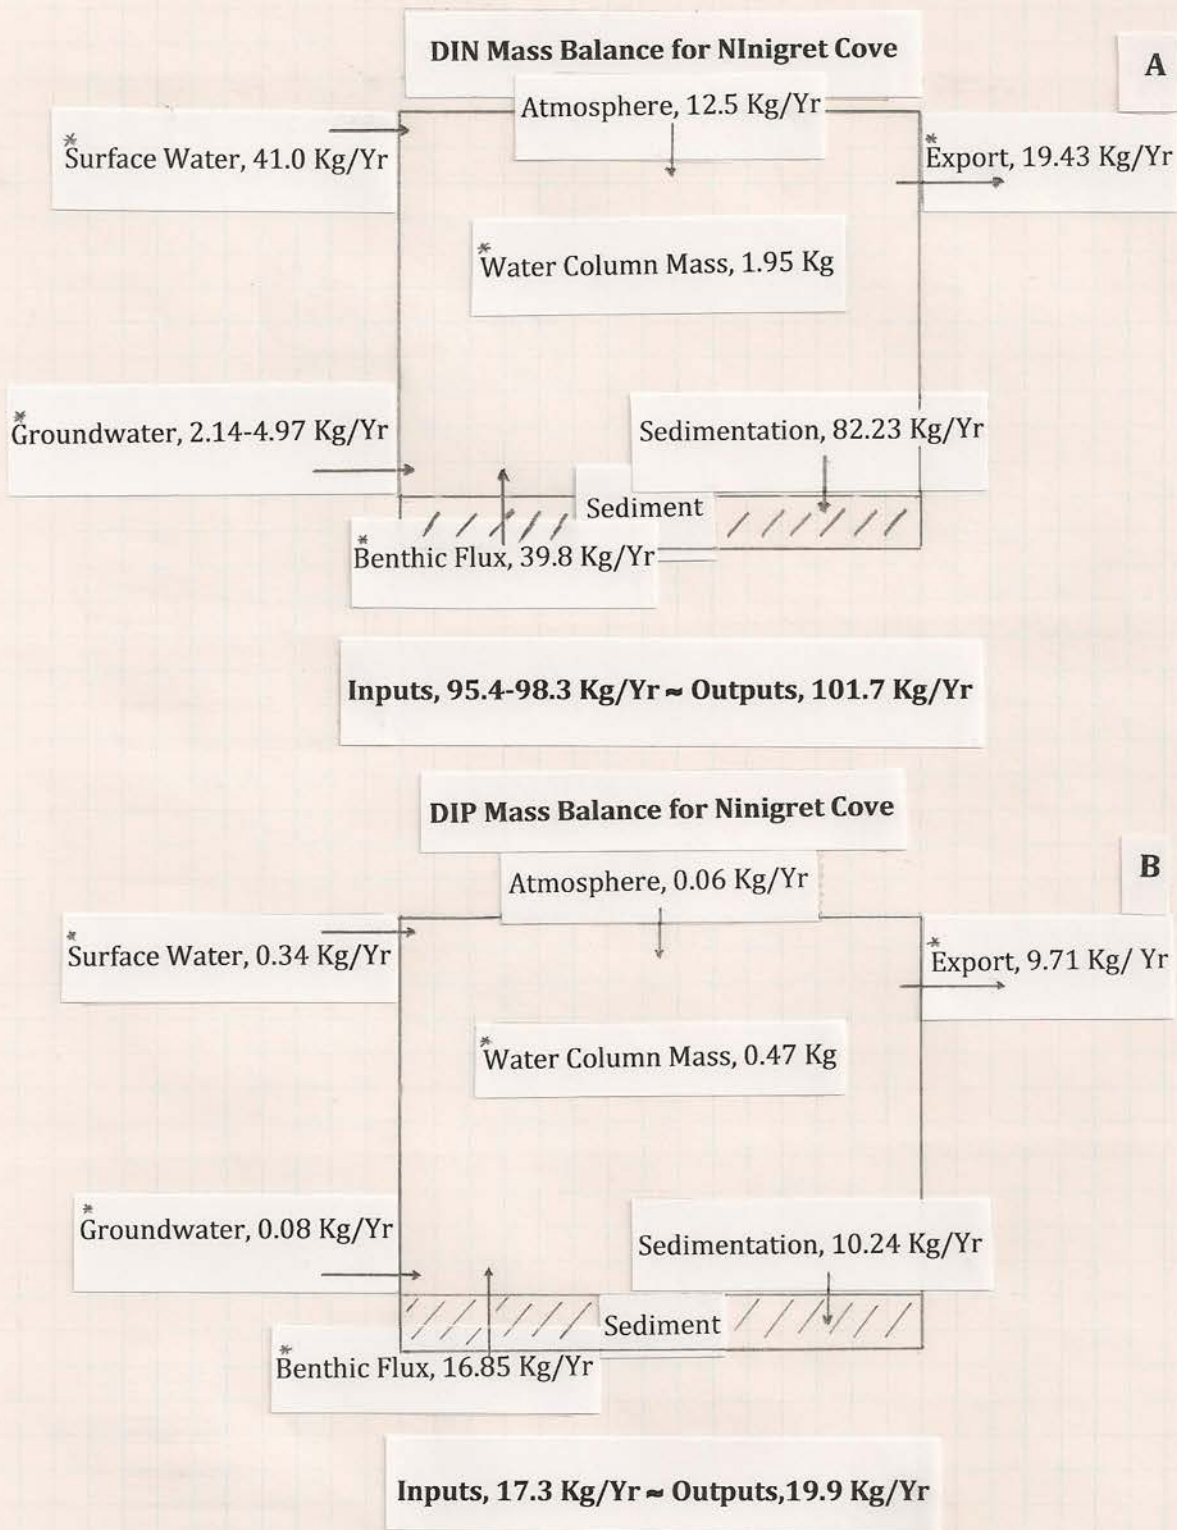 DIN Mass Balance for NInigret Cove
A
Atmosphere, 12.5 Kg/Yr
*
Surface Water, 41.0 Kg/Yr
*
Export, 19.43 Kg/Yr
*
Water Column Mass, 1.95 Kg
*
Groundwater, 2.14-4.97 Kg/Yr
Sedimentation, 82.23 Kg/Yr
Sediment
*
Benthic Flux, 39.8 Kg/Yr
Inputs, 95.4-98.3 Kg/Yr ≈ Outputs, 101.7 Kg/Yr
DIP Mass Balance for Ninigret Cove
B
Atmosphere, 0.06 Kg/Yr
*
Surface Water, 0.34 Kg/Yr
*
Export, 9.71 Kg/ Yr
*
Water Column Mass, 0.47 Kg
*
Groundwater, 0.08 Kg/Yr
Sedimentation, 10.24 Kg/Yr
Sediment
*
Benthic Flux, 16.85 Kg/Yr
Inputs, 17.3 Kg/Yr ≈ Outputs,19.9 Kg/Yr